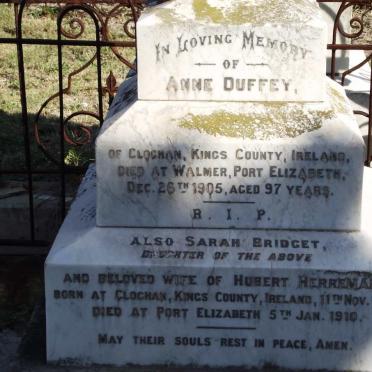 IN LOVING MEMORY
OF
ANNE DUFFEY,
OF CLOGHAN, KINGS COUNTY, IRELAND,
DIED AT WALMER, PORT ELIZABETH,
DEC. 26TH 1905, AGED 97 YEARS.
R. I. P.
ALSO SARAH BRIDGET,
DAUGHTER OF THE ABOVE
AND BELOVED WIFE OF HUBERT
BORN AT CLOGHAN, KINGS COUNTY, IRELAND, 11TH NOV.
DIED AT PORT ELIZABETH 5TH JAN. 1910.
MAY THEIR SOULS REST IN PEACE, AMEN.